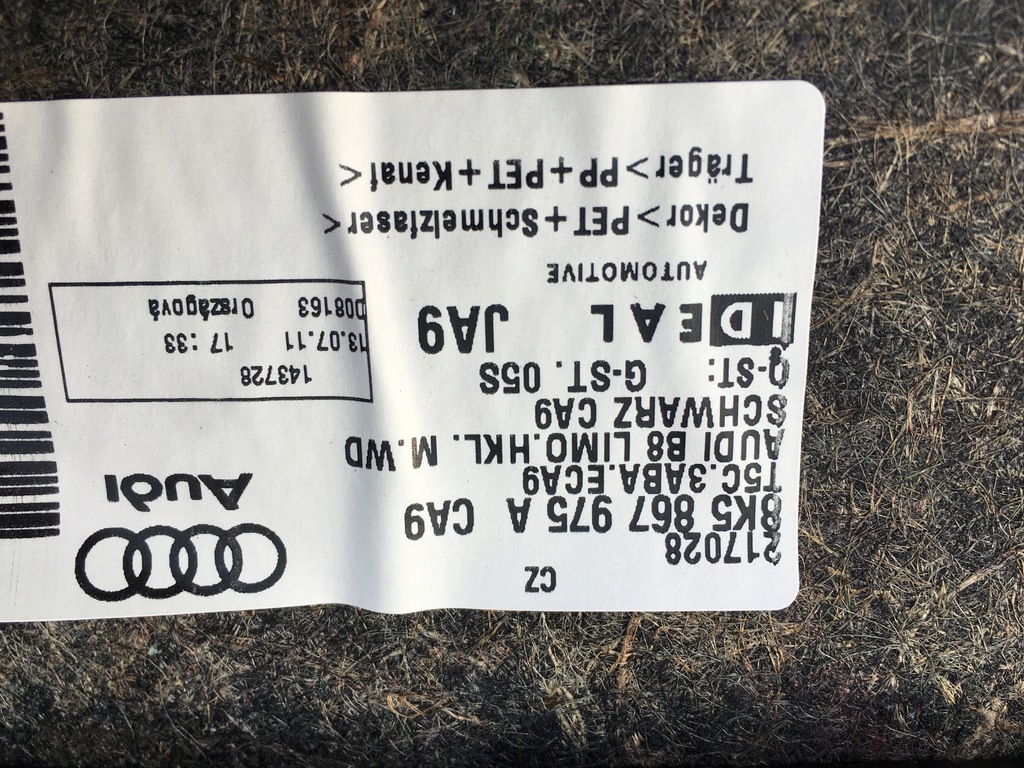 CZ
217028
8K5 867 975 A CA9
T5C.3ABA.ECA9
AUDI B8 LIMO.HKL. M.WD
SCHWARZ CA9
Q-ST: G-ST. 05S
IDEAL JA9
AUTOMOTIVE
Dekor>PET+Schmelzfaser<
Träger>PP+PET+Kenaf<
Audi
143728
13.07.11 17:33
D08163 Országová